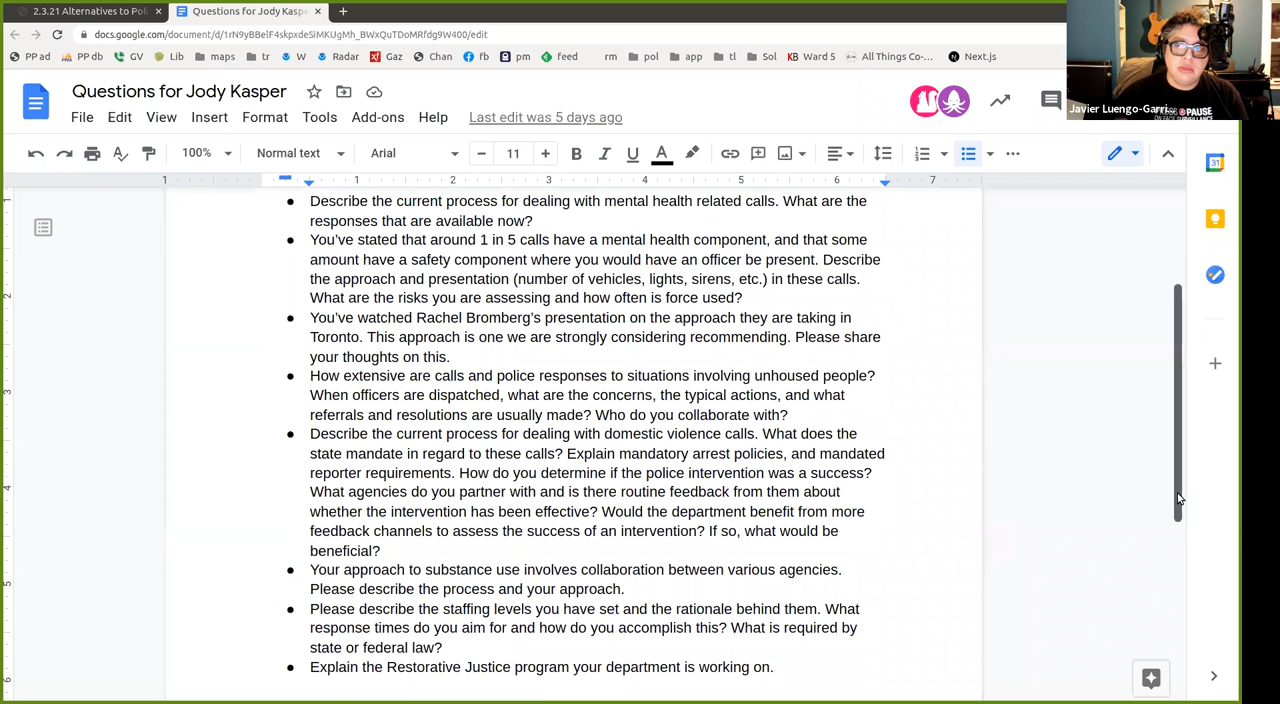 2.3.21 Alternatives to Pol
Questions for Jody Kasper
docs.google.com/document/d/1rN9yBBelF4skpxdeSiMKUgMh_BWxQuTDoMRfdg9W400/edit
PP ad PP db GV Lib maps tr W Radar Gaz Chan fb pm feed rm pol app tl Sol KB Ward 5 All Things Co-... Next.js
Questions for Jody Kasper
File Edit View Insert Format Tools Add-ons Help Last edit was 5 days ago
Javier Luengo-Garri...
PAUSE
100% Normal text Arial 11 B I U A
1 1 2 3 4 5 6 7
Describe the current process for dealing with mental health related calls. What are the
responses that are available now?
You’ve stated that around 1 in 5 calls have a mental health component, and that some
amount have a safety component where you would have an officer be present. Describe
the approach and presentation (number of vehicles, lights, sirens, etc.) in these calls.
What are the risks you are assessing and how often is force used?
You’ve watched Rachel Bromberg’s presentation on the approach they are taking in
Toronto. This approach is one we are strongly considering recommending. Please share
your thoughts on this.
How extensive are calls and police responses to situations involving unhoused people?
When officers are dispatched, what are the concerns, the typical actions, and what
referrals and resolutions are usually made? Who do you collaborate with?
Describe the current process for dealing with domestic violence calls. What does the
state mandate in regard to these calls? Explain mandatory arrest policies, and mandated
reporter requirements. How do you determine if the police intervention was a success?
What agencies do you partner with and is there routine feedback from them about
whether the intervention has been effective? Would the department benefit from more
feedback channels to assess the success of an intervention? If so, what would be
beneficial?
Your approach to substance use involves collaboration between various agencies.
Please describe the process and your approach.
Please describe the staffing levels you have set and the rationale behind them. What
response times do you aim for and how do you accomplish this? What is required by
state or federal law?
Explain the Restorative Justice program your department is working on.